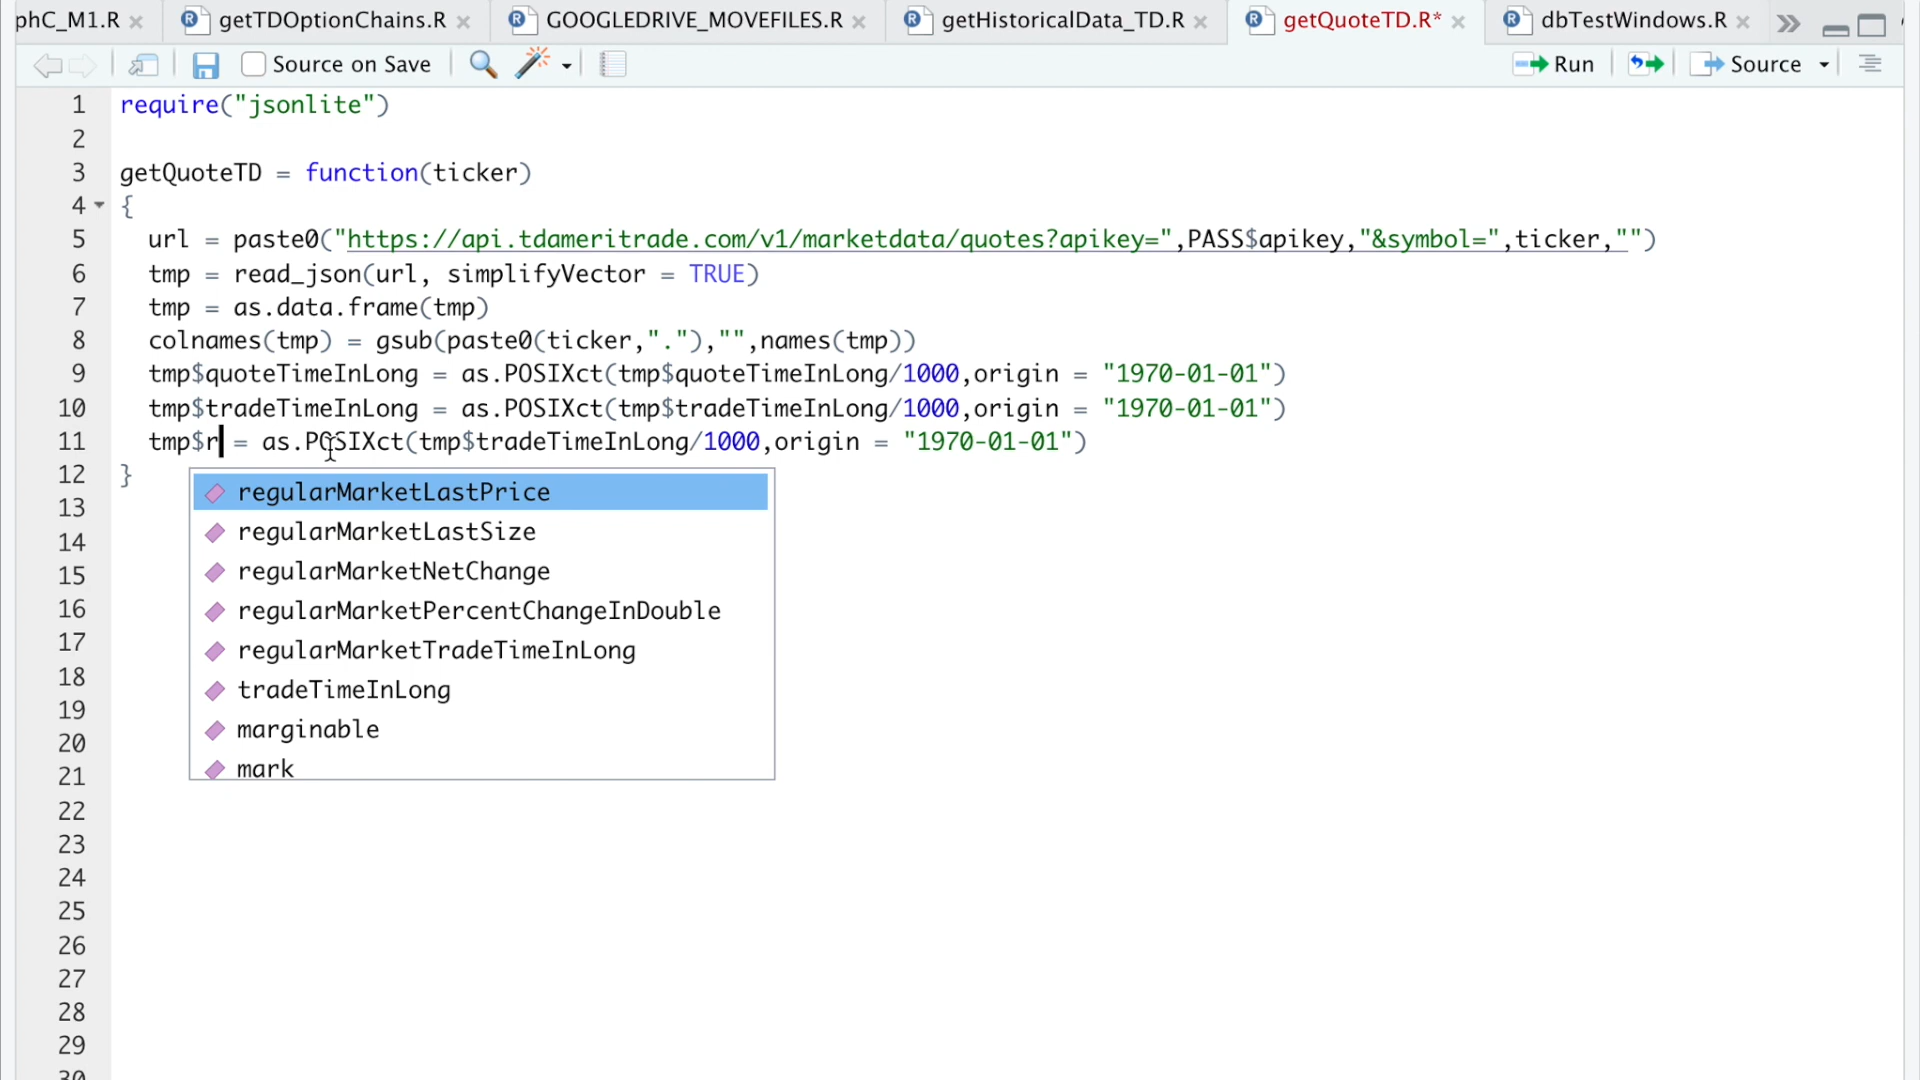 phC_M1.R × getTDOptionChains.R × GOOGLEDRIVE_MOVEFILES.R × getHistoricalData_TD.R × getQuoteTD.R* × dbTestWindows.R ×
Source on Save Run Source
1 require("jsonlite")
2
3 getQuoteTD = function(ticker)
4 {
5 url = paste0("https://api.tdameritrade.com/v1/marketdata/quotes?apikey=",PASS$apikey,"&symbol=",ticker,"")
6 tmp = read_json(url, simplifyVector = TRUE)
7 tmp = as.data.frame(tmp)
8 colnames(tmp) = gsub(paste0(ticker,"."),"",names(tmp))
9 tmp$quoteTimeInLong = as.POSIXct(tmp$quoteTimeInLong/1000,origin = "1970-01-01")
10 tmp$tradeTimeInLong = as.POSIXct(tmp$tradeTimeInLong/1000,origin = "1970-01-01")
11 tmp$r = as.POSIXct(tmp$tradeTimeInLong/1000,origin = "1970-01-01")
12 }
13 regularMarketLastPrice
14 regularMarketLastSize
15 regularMarketNetChange
16 regularMarketPercentChangeInDouble
17 regularMarketTradeTimeInLong
18
19 tradeTimeInLong
20 marginable
21 mark
22
23
24
25
26
27
28
29
30